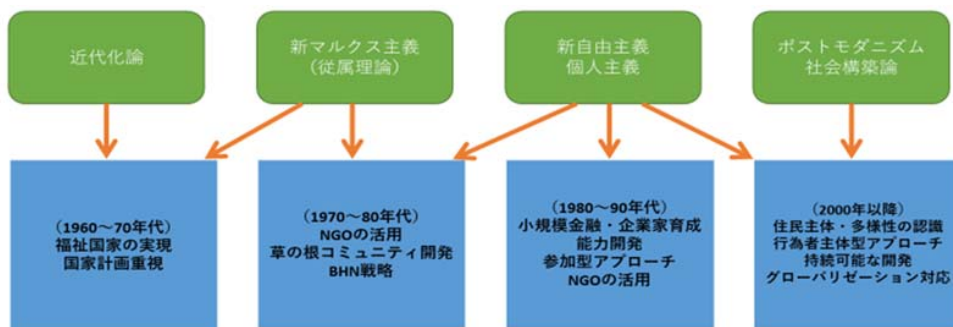 近代化論
新マルクス主義
（従属理論）
新自由主義
個人主義
ポストモダニズム
社会構築論
（1960～70年代）
福祉国家の実現
国家計画重視
（1970～80年代）
NGOの活用
草の根コミュニティ開発
BHN戦略
（1980～90年代）
小規模金融・企業家育成
能力開発
参加型アプローチ
NGOの活用
（2000年以降）
住民主体・多様性の認識
行為者主体型アプローチ
持続可能な開発
グローバリゼーション対応